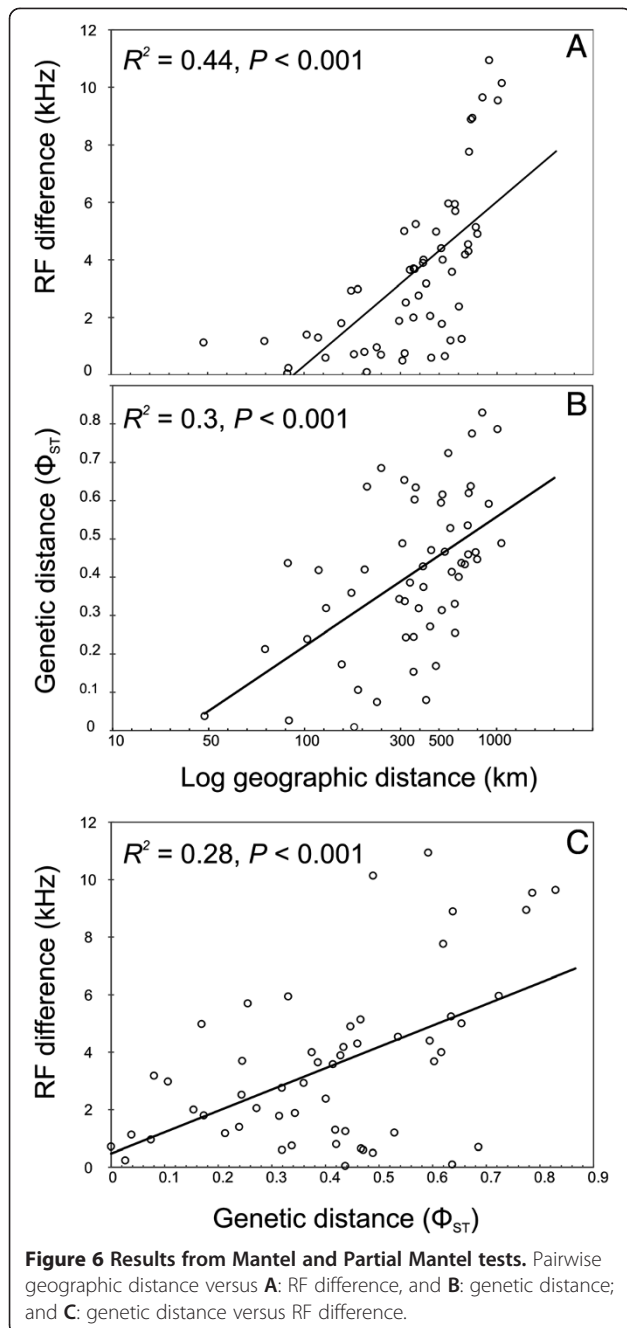 12
10
8
6
4
2
0
RF difference (kHz)
R² = 0.44, P < 0.001
A
0.8
0.7
0.6
0.5
0.4
0.3
0.2
0.1
0
Genetic distance (Φ_ST)
R² = 0.3, P < 0.001
B
10 50 100 300 500 1000
Log geographic distance (km)
12
10
8
6
4
2
0
RF difference (kHz)
R² = 0.28, P < 0.001
C
0.1 0.2 0.3 0.4 0.5 0.6 0.7 0.8 0.9
Genetic distance (Φ_ST)
Figure 6 Results from Mantel and Partial Mantel tests. Pairwise
geographic distance versus A: RF difference, and B: genetic distance;
and C: genetic distance versus RF difference.